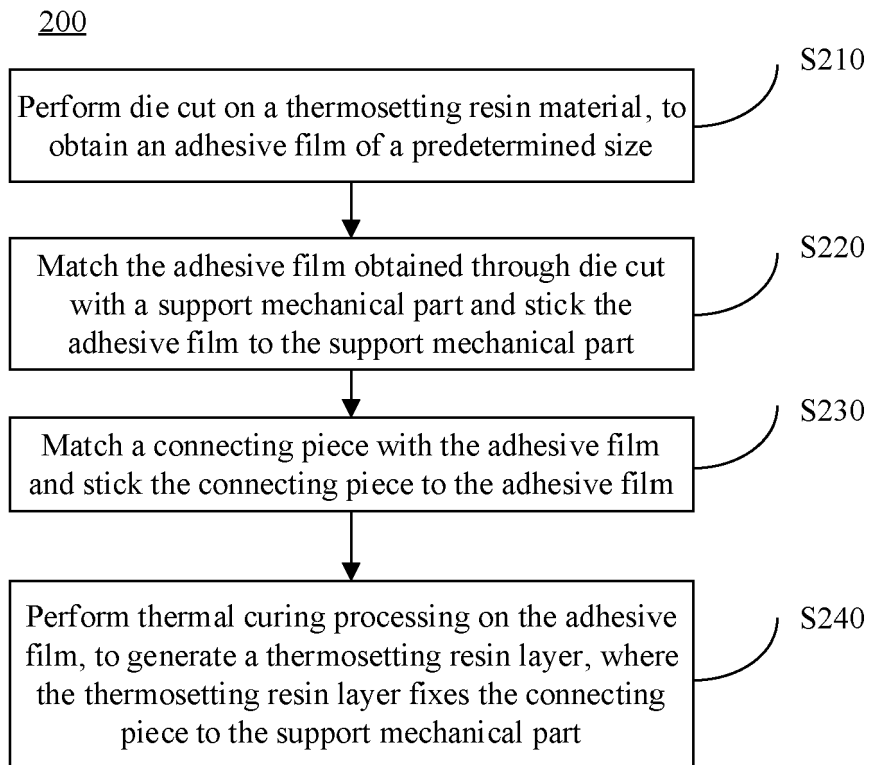 200
S210
Perform die cut on a thermosetting resin material, to
obtain an adhesive film of a predetermined size
S220
Match the adhesive film obtained through die cut
with a support mechanical part and stick the
adhesive film to the support mechanical part
S230
Match a connecting piece with the adhesive film
and stick the connecting piece to the adhesive film
S240
Perform thermal curing processing on the adhesive
film, to generate a thermosetting resin layer, where
the thermosetting resin layer fixes the connecting
piece to the support mechanical part